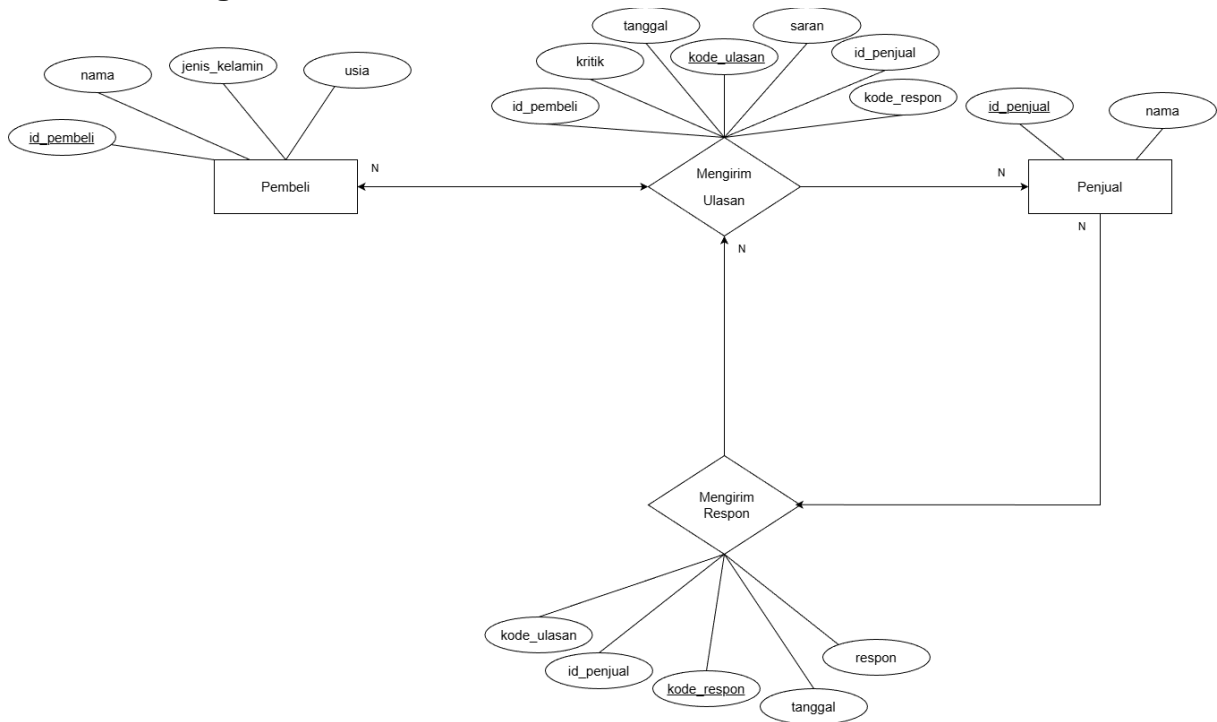 tanggal
saran
jenis_kelamin
kode_ulasan
id_penjual
usia
kritik
nama
kode_respon
id_pembeli
id_penjual
nama
id_pembeli
N
Mengirim
N
Pembeli
Penjual
Ulasan
N
N
Mengirim
Respon
kode_ulasan
respon
id_penjual
kode_respon
tanggal